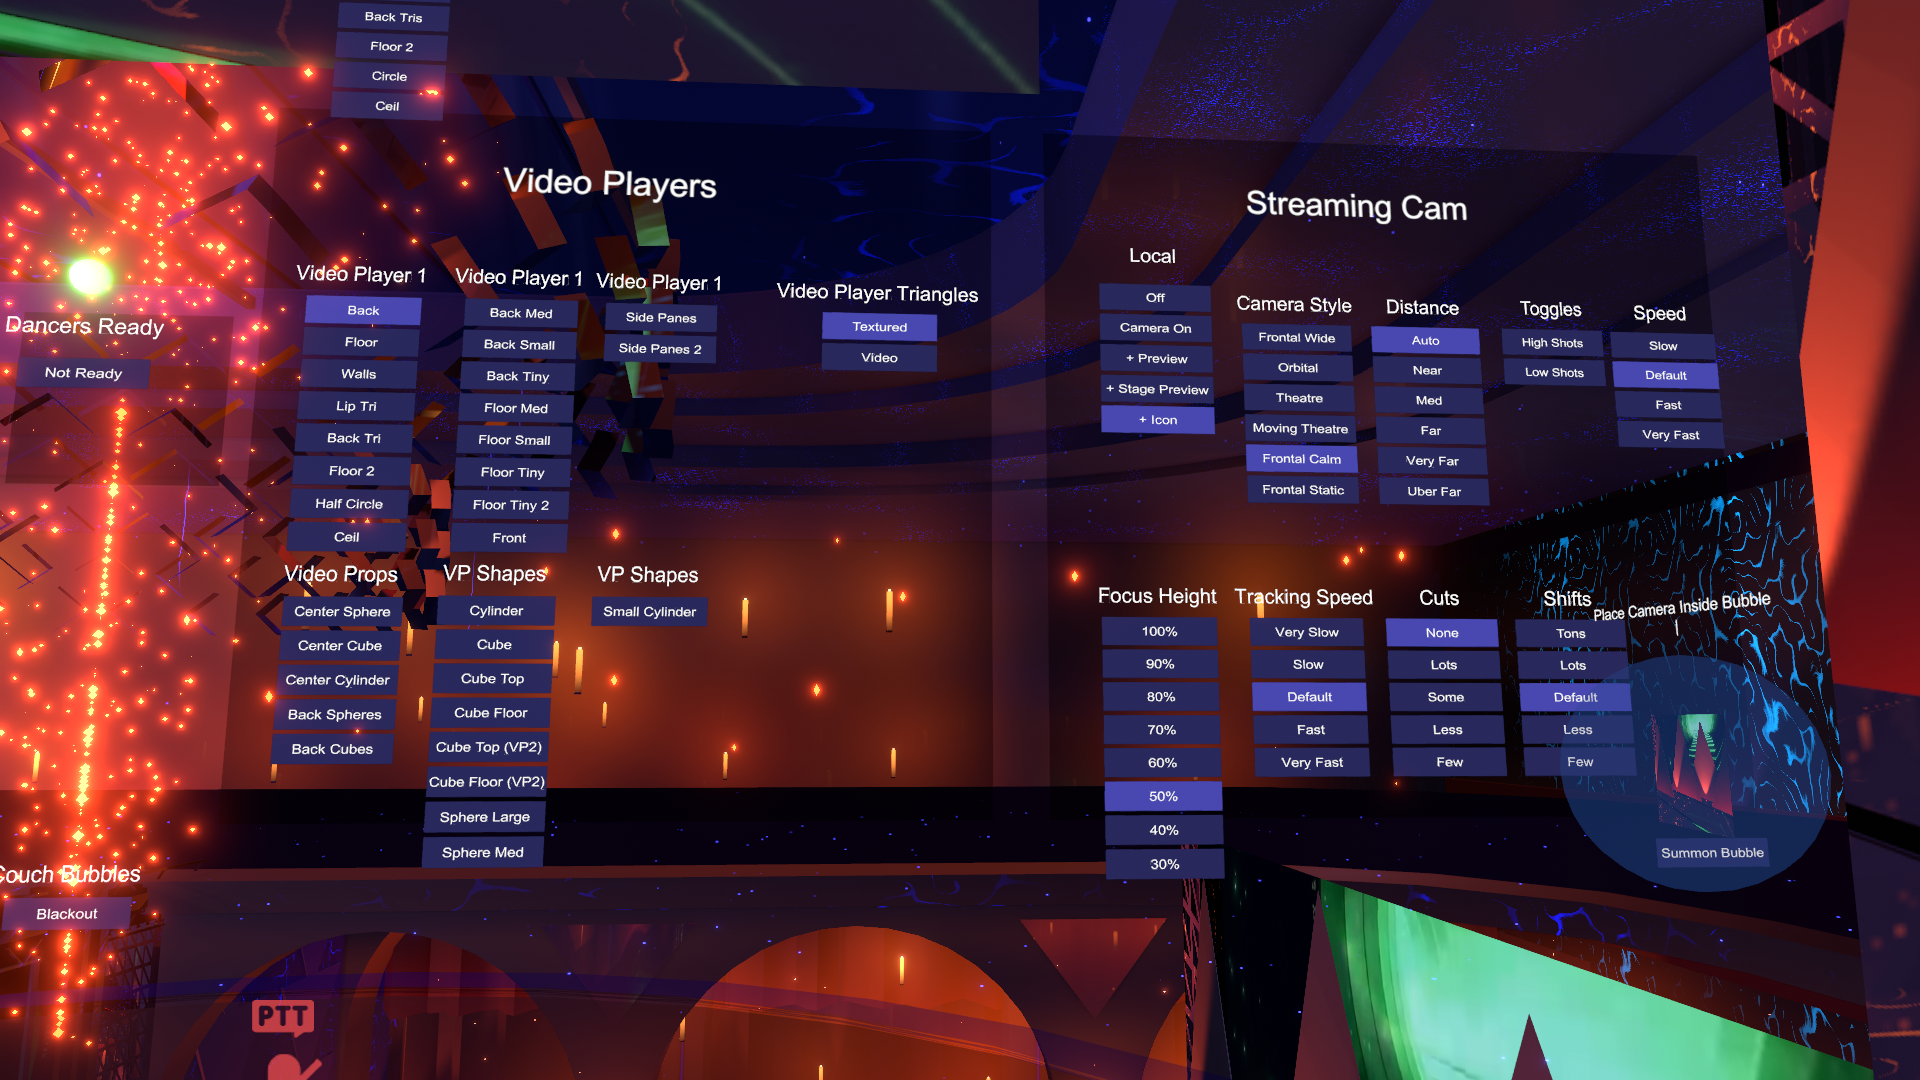 Back Tris
Floor 2
Circle
Ceil
Video Players
Video Player 1
Back
Floor
Walls
Lip Tri
Back Tri
Floor 2
Half Circle
Ceil
Video Player 1
Back Med
Back Small
Back Tiny
Floor Med
Floor Small
Floor Tiny
Floor Tiny 2
Front
Video Player 1
Side Panes
Side Panes 2
Video Player Triangles
Textured
Video
Dancers Ready
Not Ready
Video Props
Center Sphere
Center Cube
Center Cylinder
Back Spheres
Back Cubes
VP Shapes
Cylinder
Cube
Cube Top
Cube Floor
Cube Top (VP2)
Cube Floor (VP2)
Sphere Large
Sphere Med
VP Shapes
Small Cylinder
Couch Bubbles
Blackout
PTT
Streaming Cam
Local
Off
Camera On
+ Preview
+ Stage Preview
+ Icon
Camera Style
Frontal Wide
Orbital
Theatre
Moving Theatre
Frontal Calm
Frontal Static
Distance
Auto
Near
Med
Far
Very Far
Uber Far
Toggles
High Shots
Low Shots
Speed
Slow
Default
Fast
Very Fast
Focus Height
100%
90%
80%
70%
60%
50%
40%
30%
Tracking Speed
Very Slow
Slow
Default
Fast
Very Fast
Cuts
None
Lots
Some
Less
Few
Shifts
Tons
Lots
Default
Less
Few
Place Camera Inside Bubble
|
Summon Bubble